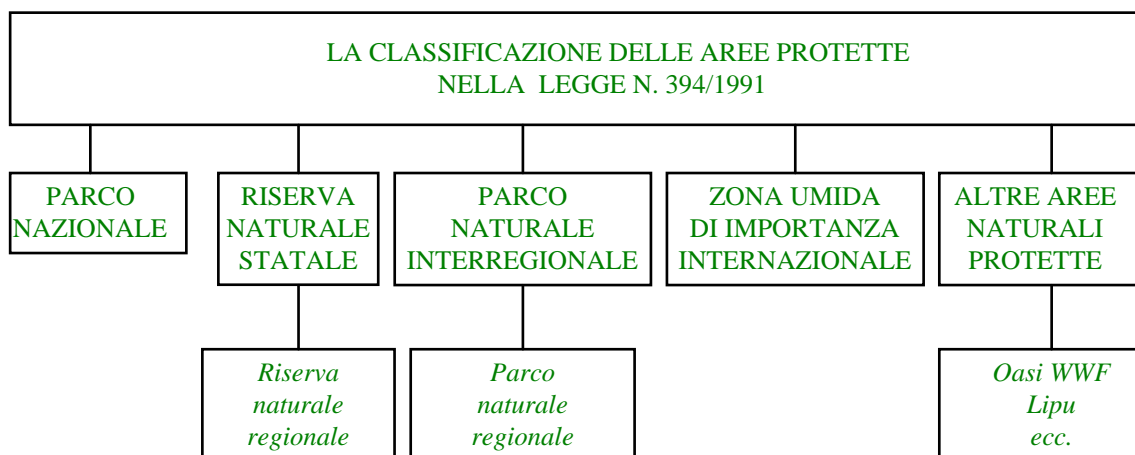 LA CLASSIFICAZIONE DELLE AREE PROTETTE
NELLA LEGGE N. 394/1991
PARCO
NAZIONALE
RISERVA
NATURALE
STATALE
PARCO
NATURALE
INTERREGIONALE
ZONA UMIDA
DI IMPORTANZA
INTERNAZIONALE
ALTRE AREE
NATURALI
PROTETTE
Riserva
naturale
regionale
Parco
naturale
regionale
Oasi WWF
Lipu
ecc.